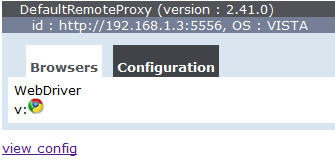 DefaultRemoteProxy (version : 2.41.0)
id : http://192.168.1.3:5556, OS : VISTA
Browsers Configuration
WebDriver
v:
view config